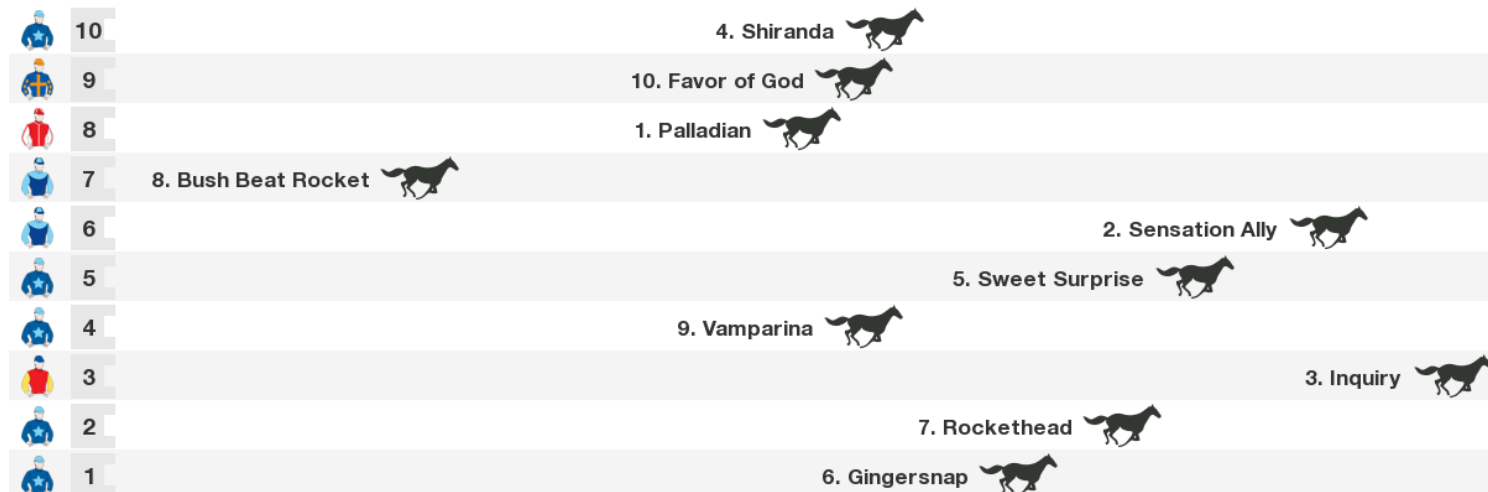 10 4. Shiranda
9 10. Favor of God
8 1. Palladian
7 8. Bush Beat Rocket
6 2. Sensation Ally
5 5. Sweet Surprise
4 9. Vamparina
3 3. Inquiry
2 7. Rockethead
1 6. Gingersnap